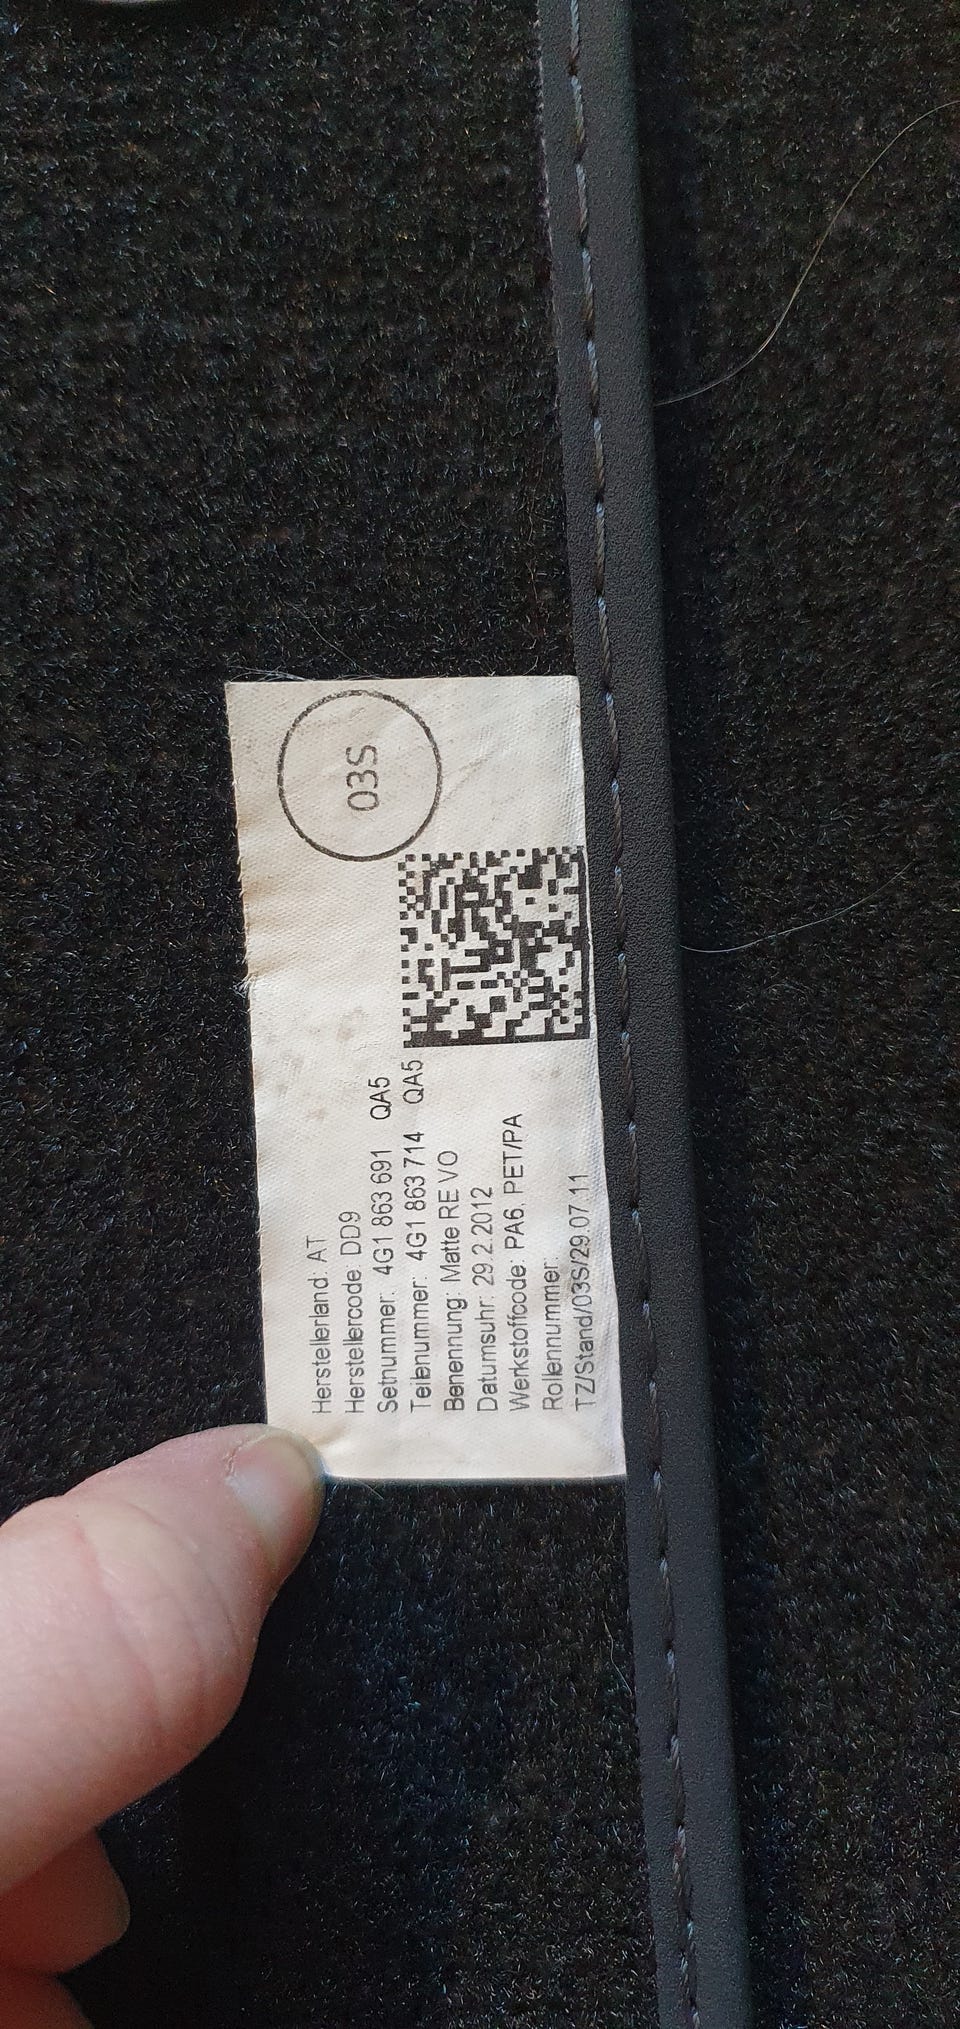 Herstellerland: AT
Herstellercode: DD9
Setnummer: 4G1 863 691 QA5
Teilenummer: 4G1 863 714 QA5
Benennung: Matte RE VO
Datumsuhr: 29.2.2012
Werkstoffcode: PA6, PET/PA
Rollennummer:
TZ/Stand/03S/29.07.11
03S